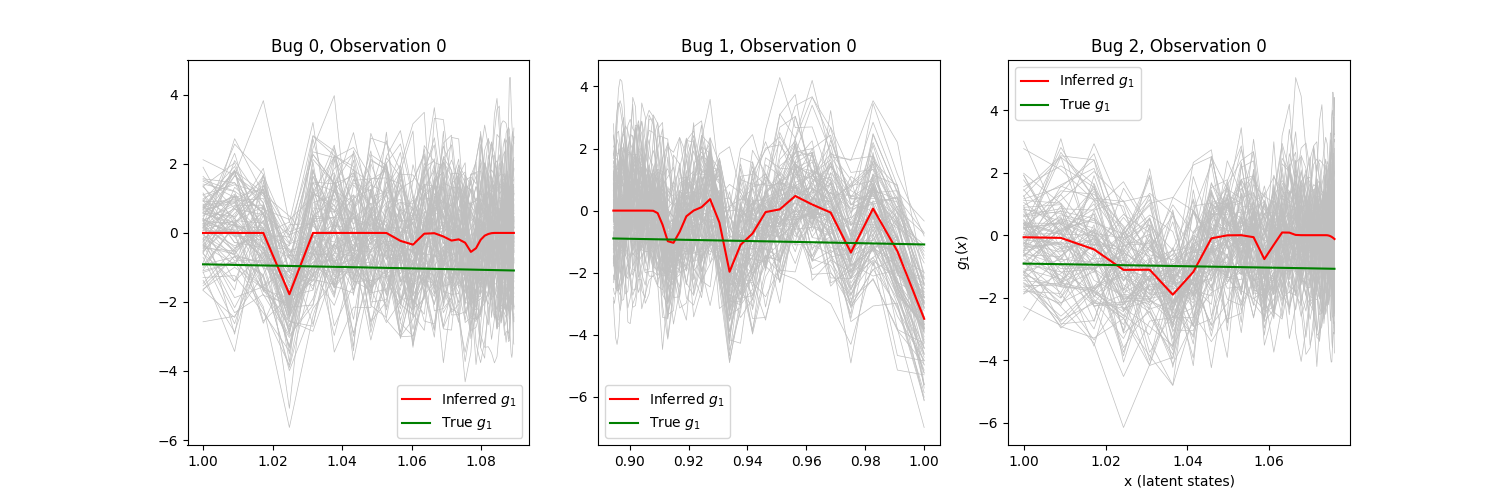 Bug 0, Observation 0
4
2
0
−2
−4
−6
1.00 1.02 1.04 1.06 1.08
Inferred g₁
True g₁
Bug 1, Observation 0
4
2
0
−2
−4
−6
0.90 0.92 0.94 0.96 0.98 1.00
Inferred g₁
True g₁
Bug 2, Observation 0
Inferred g₁
True g₁
g₁(x)
4
2
0
−2
−4
−6
1.00 1.02 1.04 1.06
x (latent states)